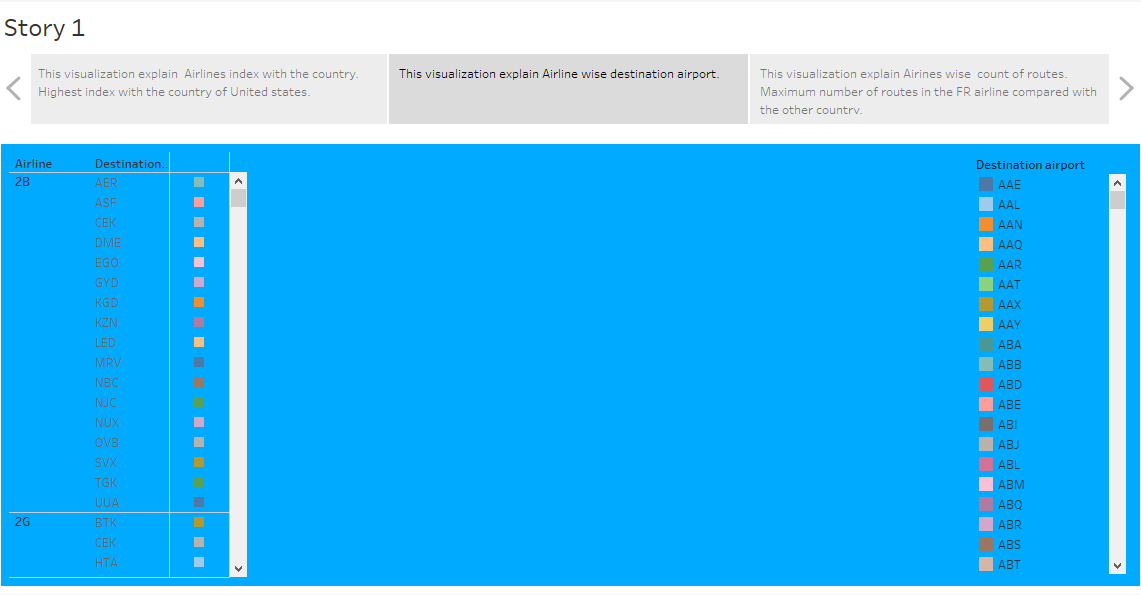 Story 1
This visualization explain Airlines index with the country.
Highest index with the country of United states.
This visualization explain Airline wise destination airport.
This visualization explain Airines wise count of routes.
Maximum number of routes in the FR airline compared with
the other country.
Airline Destination..
2B AER
ASF
CEK
DME
EGO
GYD
KGD
KZN
LED
MRV
NBC
NJC
NUX
OVB
SVX
TGK
UUA
2G BTK
CEK
HTA
Destination airport
AAE
AAL
AAN
AAQ
AAR
AAT
AAX
AAY
ABA
ABB
ABD
ABE
ABI
ABJ
ABL
ABM
ABQ
ABR
ABS
ABT